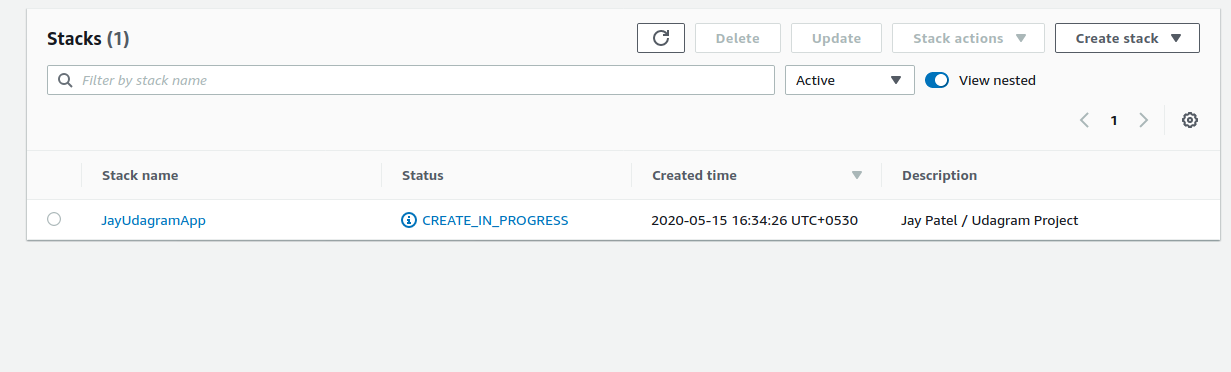 Stacks (1)
Delete
Update
Stack actions
Create stack
Filter by stack name
Active
View nested
1
Stack name
Status
Created time
Description
JayUdagramApp
CREATE_IN_PROGRESS
2020-05-15 16:34:26 UTC+0530
Jay Patel / Udagram Project